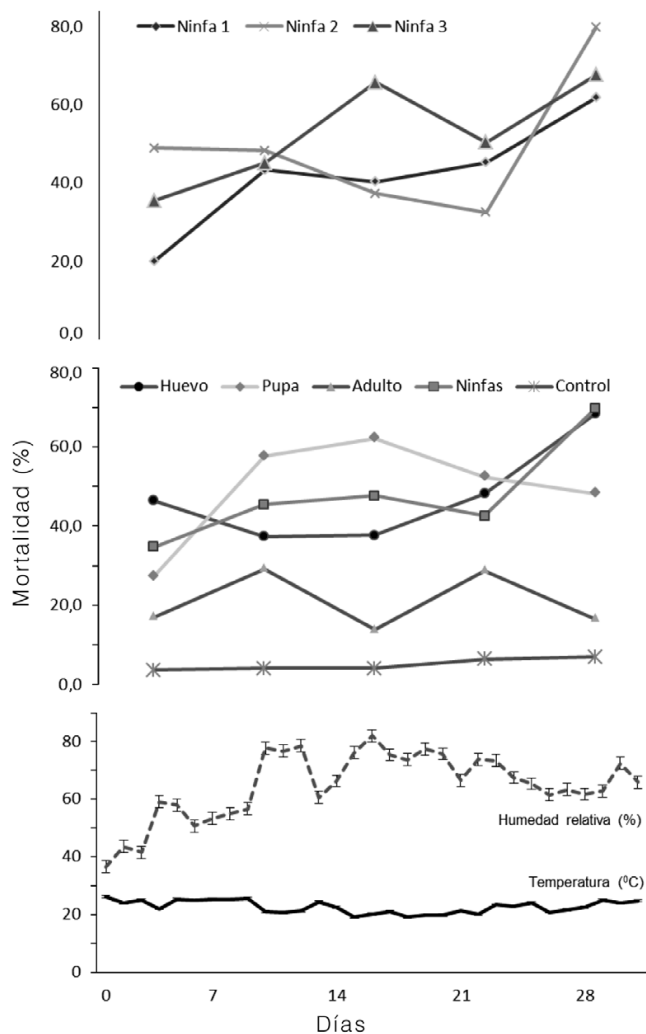 80,0
Ninfa 1 Ninfa 2 Ninfa 3
60,0
40,0
20,0
0,0
80,0
Huevo Pupa Adulto Ninfas Control
60,0
40,0
20,0
0,0
Mortalidad (%)
80
60
Humedad relativa (%)
40
Temperatura (⁰C)
20
0
0 7 14 21 28
Días